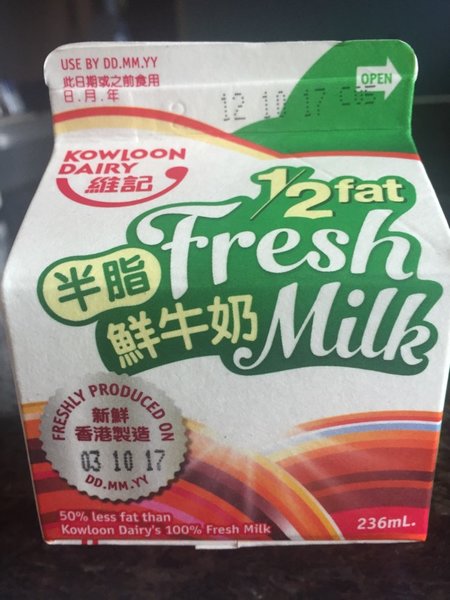 USE BY DD.MM.YY
此日期或之前食用
日.月.年
12 10 17 C05
OPEN
KOWLOON
DAIRY
維記
1/2 fat
Fresh
半脂
鮮牛奶
Milk
FRESHLY PRODUCED ON
新鮮
香港製造
03 10 17
DD.MM.YY
50% less fat than
Kowloon Dairy's 100% Fresh Milk
236mL.